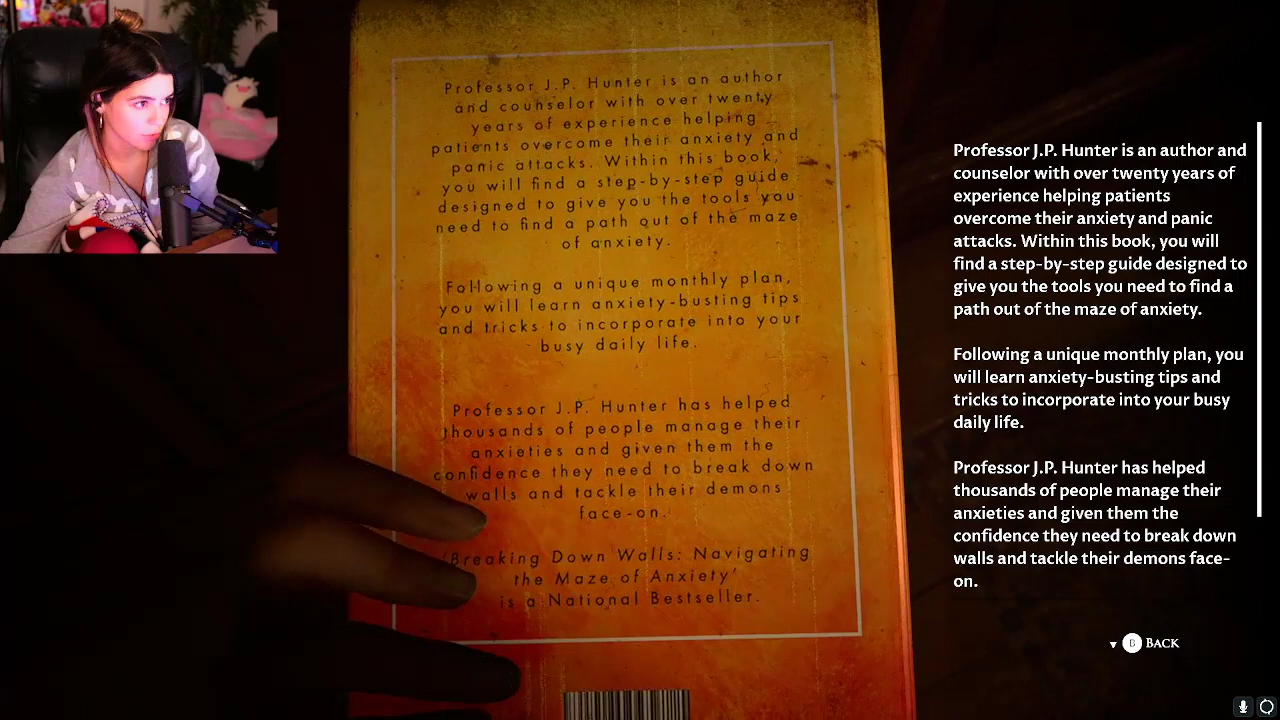 Professor J.P. Hunter is an author
and counselor with over twenty
years of experience helping
patients overcome their anxiety and
panic attacks. Within this book,
you will find a step-by-step guide
designed to give you the tools you
need to find a path out of the maze
of anxiety.
Following a unique monthly plan,
you will learn anxiety-busting tips
and tricks to incorporate into your
busy daily life.
Professor J.P. Hunter has helped
thousands of people manage their
anxieties and given them the
confidence they need to break down
walls and tackle their demons
face-on.
'Breaking Down Walls: Navigating
the Maze of Anxiety'
is a National Bestseller.
Professor J.P. Hunter is an author and
counselor with over twenty years of
experience helping patients
overcome their anxiety and panic
attacks. Within this book, you will
find a step-by-step guide designed to
give you the tools you need to find a
path out of the maze of anxiety.
Following a unique monthly plan, you
will learn anxiety-busting tips and
tricks to incorporate into your busy
daily life.
Professor J.P. Hunter has helped
thousands of people manage their
anxieties and given them the
confidence they need to break down
walls and tackle their demons face-
on.
B BACK